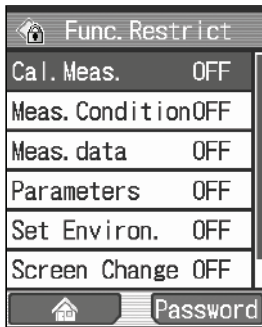 Func.Restrict
Cal.Meas. OFF
Meas.Condition OFF
Meas.data OFF
Parameters OFF
Set Environ. OFF
Screen Change OFF
Password